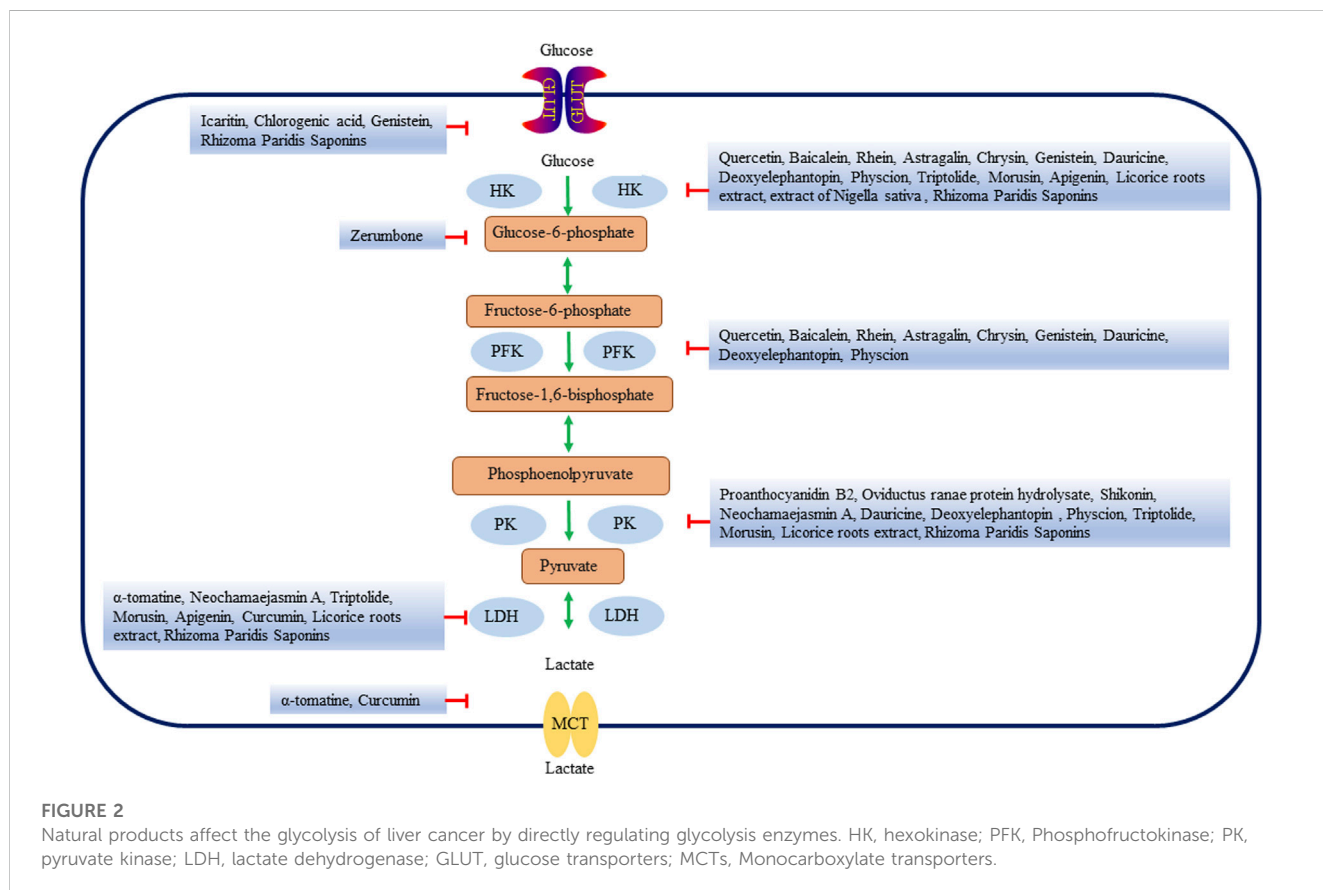 Glucose
GLUT GLUT
Icaritin, Chlorogenic acid, Genistein,
Rhizoma Paridis Saponins
Glucose
HK HK
Quercetin, Baicalein, Rhein, Astragalin, Chrysin, Genistein, Dauricine,
Deoxyelephantopin, Physcion, Triptolide, Morusin, Apigenin, Licorice roots
extract, extract of Nigella sativa , Rhizoma Paridis Saponins
Zerumbone
Glucose-6-phosphate
Fructose-6-phosphate
PFK PFK
Quercetin, Baicalein, Rhein, Astragalin, Chrysin, Genistein, Dauricine,
Deoxyelephantopin, Physcion
Fructose-1,6-bisphosphate
Phosphoenolpyruvate
PK PK
Proanthocyanidin B2, Oviductus ranae protein hydrolysate, Shikonin,
Neochamaejasmin A, Dauricine, Deoxyelephantopin , Physcion, Triptolide,
Morusin, Licorice roots extract, Rhizoma Paridis Saponins
Pyruvate
α-tomatine, Neochamaejasmin A, Triptolide,
Morusin, Apigenin, Curcumin, Licorice roots
extract, Rhizoma Paridis Saponins
LDH LDH
Lactate
α-tomatine, Curcumin
MCT
Lactate
FIGURE 2
Natural products affect the glycolysis of liver cancer by directly regulating glycolysis enzymes. HK, hexokinase; PFK, Phosphofructokinase; PK,
pyruvate kinase; LDH, lactate dehydrogenase; GLUT, glucose transporters; MCTs, Monocarboxylate transporters.